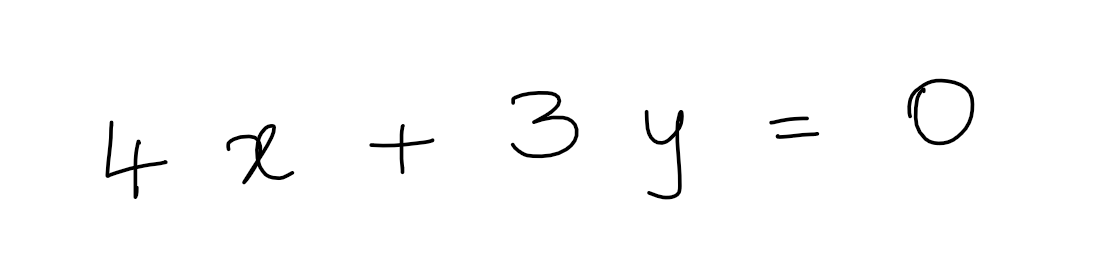 4x + 3y = 0